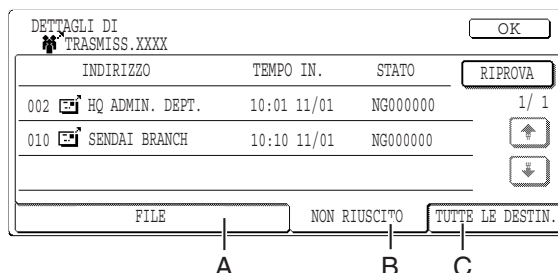 DETTAGLI DI
TRASMISS.XXXX
OK
INDIRIZZO TEMPO IN. STATO RIPROVA
002 HQ ADMIN. DEPT. 10:01 11/01 NG000000 1/ 1
010 SENDAI BRANCH 10:10 11/01 NG000000
FILE NON RIUSCITO TUTTE LE DESTIN.
A B C